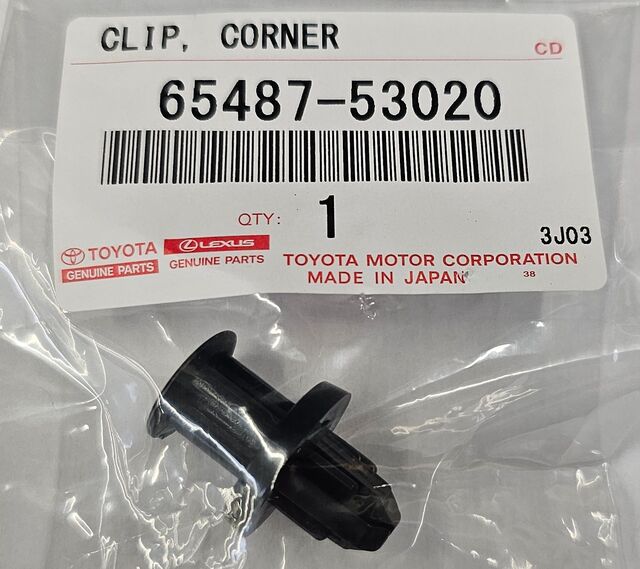 CLIP, CORNER
CD
65487-53020
QTY: 1
3J03
TOYOTA
GENUINE PARTS
LEXUS
GENUINE PARTS
TOYOTA MOTOR CORPORATION
MADE IN JAPAN
38